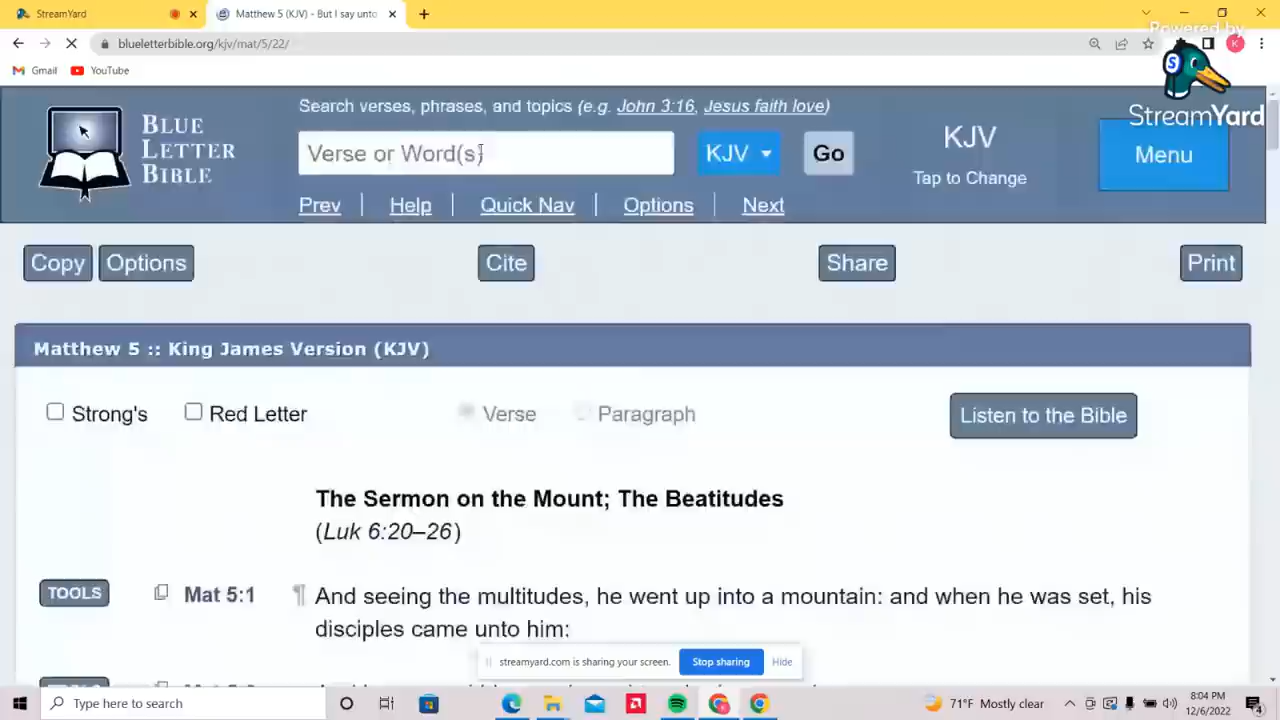 StreamYard
Matthew 5 (KJV) - But I say unto
Powered by
StreamYard
blueletterbible.org/kjv/mat/5/22/
K
Gmail
YouTube
Search verses, phrases, and topics (e.g. John 3:16, Jesus faith love)
BLUE
LETTER
BIBLE
Verse or Word(s)
KJV
Go
KJV
Tap to Change
Menu
Prev
Help
Quick Nav
Options
Next
Copy
Options
Cite
Share
Print
Matthew 5 :: King James Version (KJV)
Strong's
Red Letter
Verse
Paragraph
Listen to the Bible
The Sermon on the Mount; The Beatitudes
(Luk 6:20–26)
TOOLS
Mat 5:1
¶ And seeing the multitudes, he went up into a mountain: and when he was set, his
disciples came unto him:
streamyard.com is sharing your screen.
Stop sharing
Hide
Type here to search
71°F Mostly clear
8:04 PM
12/6/2022